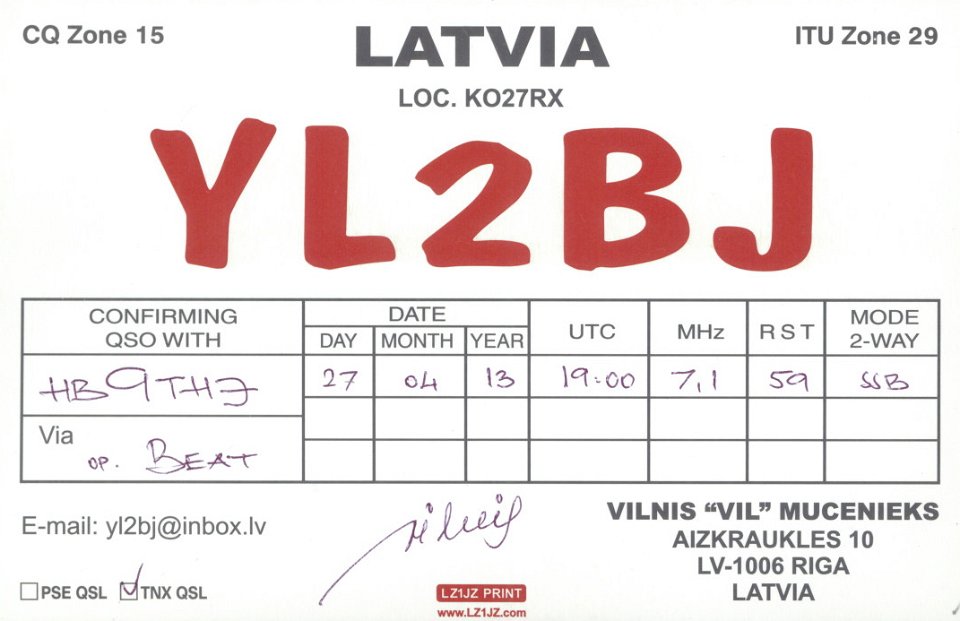 CQ Zone 15
LATVIA
ITU Zone 29
LOC. KO27RX
YL2BJ
CONFIRMING
QSO WITH
DATE
DAY MONTH YEAR
UTC
MHz
RST
MODE
2-WAY
HB9THJ
27 04 13 19:00 7,1 59 SSB
Via
OP. BEAT
E-mail: yl2bj@inbox.lv
Vilnis
VILNIS “VIL” MUCENIEKS
AIZKRAUKLES 10
LV-1006 RIGA
LATVIA
PSE QSL TNX QSL
LZ1JZ PRINT
www.LZ1JZ.com